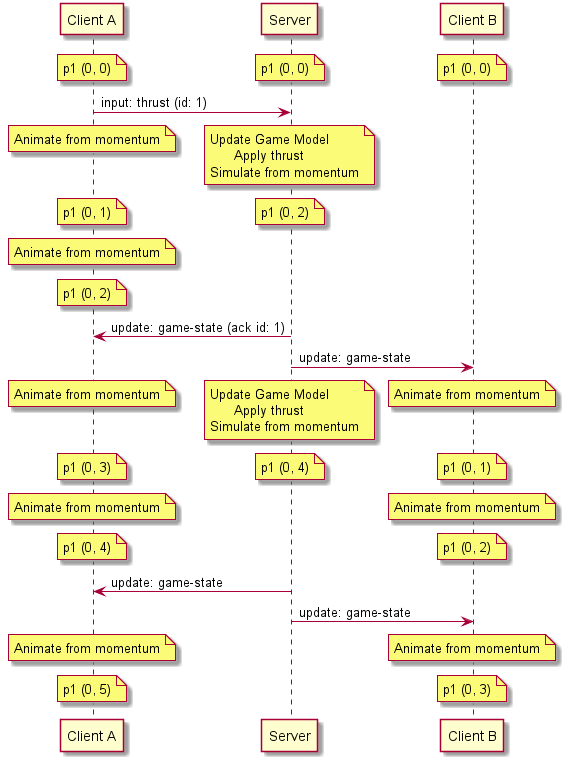 Client A
Server
Client B
p1 (0, 0)
p1 (0, 0)
p1 (0, 0)
input: thrust (id: 1)
Animate from momentum
Update Game Model
Apply thrust
Simulate from momentum
p1 (0, 1)
p1 (0, 2)
Animate from momentum
p1 (0, 2)
update: game-state (ack id: 1)
update: game-state
Animate from momentum
Update Game Model
Apply thrust
Simulate from momentum
Animate from momentum
p1 (0, 3)
p1 (0, 4)
p1 (0, 1)
Animate from momentum
Animate from momentum
p1 (0, 4)
p1 (0, 2)
update: game-state
update: game-state
Animate from momentum
Animate from momentum
p1 (0, 5)
p1 (0, 3)
Client A
Server
Client B